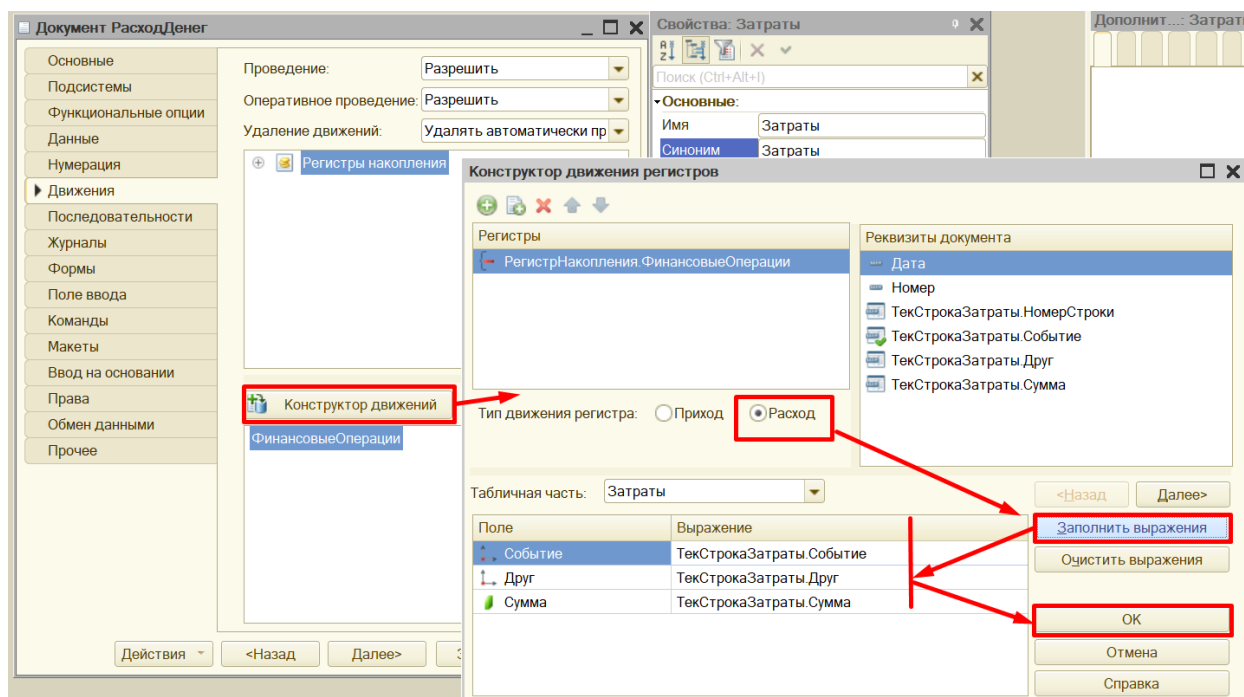 Документ РасходДенег
Основные
Подсистемы
Функциональные опции
Данные
Нумерация
Движения
Последовательности
Журналы
Формы
Поле ввода
Команды
Макеты
Ввод на основании
Права
Обмен данными
Прочее
Проведение: Разрешить
Оперативное проведение: Разрешить
Удаление движений: Удалять автоматически пр
Регистры накопления
Конструктор движений
ФинансовыеОперации
Действия <Назад Далее>
Свойства: Затраты
Поиск (Ctrl+Alt+I)
Основные:
Имя Затраты
Синоним Затраты
Дополнит...: Затрат
Конструктор движения регистров
Регистры
РегистрНакопления.ФинансовыеОперации
Реквизиты документа
Дата
Номер
ТекСтрокаЗатраты.НомерСтроки
ТекСтрокаЗатраты.Событие
ТекСтрокаЗатраты.Друг
ТекСтрокаЗатраты.Сумма
Тип движения регистра: Приход Расход
Табличная часть: Затраты
<Назад Далее>
Поле Выражение
Событие ТекСтрокаЗатраты.Событие
Друг ТекСтрокаЗатраты.Друг
Сумма ТекСтрокаЗатраты.Сумма
Заполнить выражения
Очистить выражения
ОК
Отмена
Справка